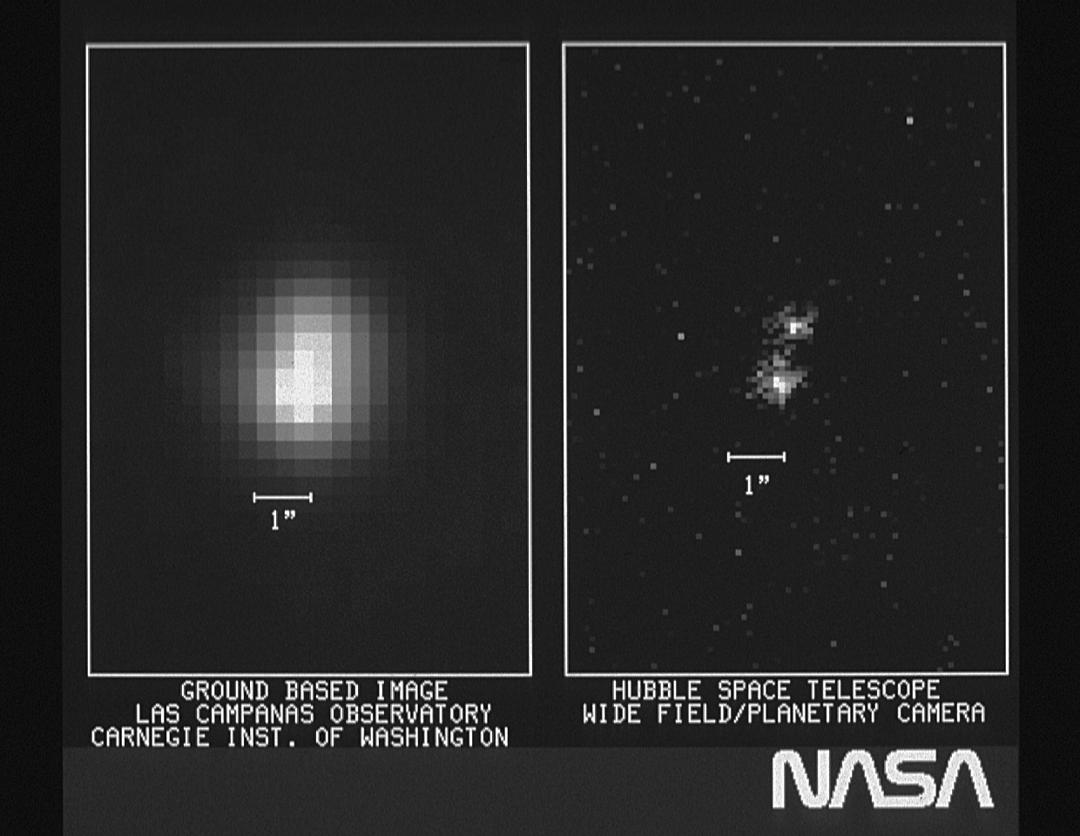 1”
1”
GROUND BASED IMAGE
LAS CAMPANAS OBSERVATORY
CARNEGIE INST. OF WASHINGTON
HUBBLE SPACE TELESCOPE
WIDE FIELD/PLANETARY CAMERA
NASA